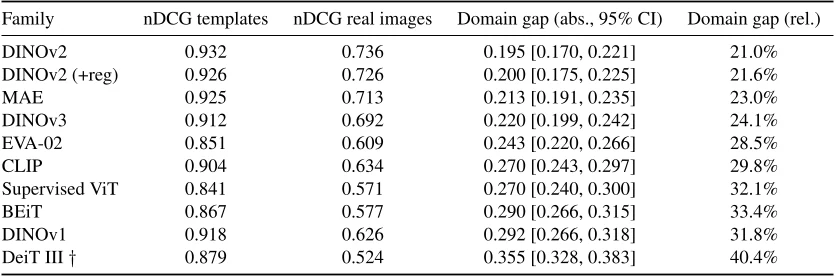 Family nDCG templates nDCG real images Domain gap (abs., 95% CI) Domain gap (rel.)
DINOv2 0.932 0.736 0.195 [0.170, 0.221] 21.0%
DINOv2 (+reg) 0.926 0.726 0.200 [0.175, 0.225] 21.6%
MAE 0.925 0.713 0.213 [0.191, 0.235] 23.0%
DINOv3 0.912 0.692 0.220 [0.199, 0.242] 24.1%
EVA-02 0.851 0.609 0.243 [0.220, 0.266] 28.5%
CLIP 0.904 0.634 0.270 [0.243, 0.297] 29.8%
Supervised ViT 0.841 0.571 0.270 [0.240, 0.300] 32.1%
BEiT 0.867 0.577 0.290 [0.266, 0.315] 33.4%
DINOv1 0.918 0.626 0.292 [0.266, 0.318] 31.8%
DeiT III † 0.879 0.524 0.355 [0.328, 0.383] 40.4%